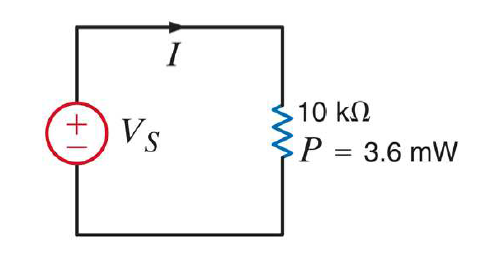 I
+
−
V_S
10 kΩ
P = 3.6 mW